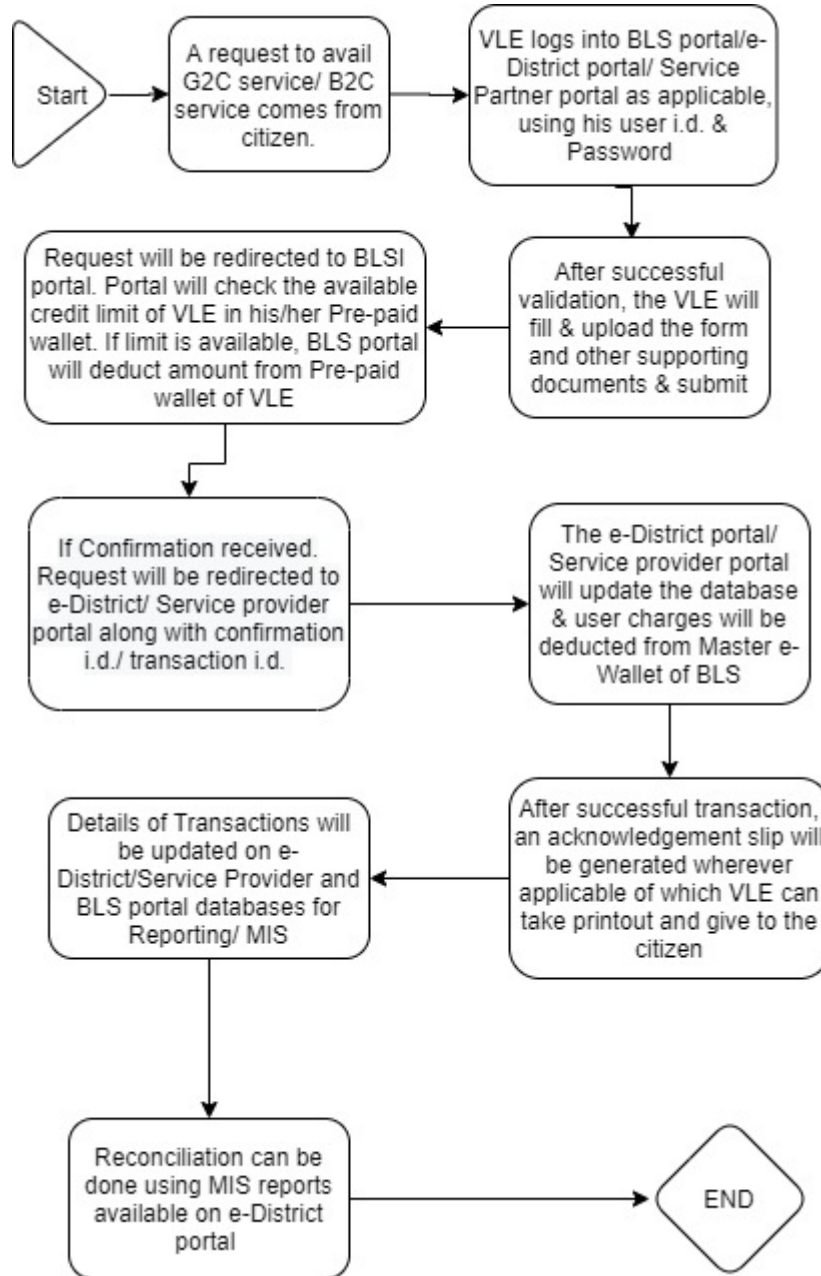 Start
A request to avail
G2C service/ B2C
service comes from
citizen.
VLE logs into BLS portal/e-
District portal/ Service
Partner portal as applicable,
using his user i.d. &
Password
After successful
validation, the VLE will
fill & upload the form
and other supporting
documents & submit
Request will be redirected to BLSI
portal. Portal will check the available
credit limit of VLE in his/her Pre-paid
wallet. If limit is available, BLS portal
will deduct amount from Pre-paid
wallet of VLE
If Confirmation received.
Request will be redirected to
e-District/ Service provider
portal along with confirmation
i.d./ transaction i.d.
The e-District portal/
Service provider portal
will update the database
& user charges will be
deducted from Master e-
Wallet of BLS
After successful transaction,
an acknowledgement slip will
be generated wherever
applicable of which VLE can
take printout and give to the
citizen
Details of Transactions will
be updated on e-
District/Service Provider and
BLS portal databases for
Reporting/ MIS
Reconciliation can be
done using MIS reports
available on e-District
portal
END